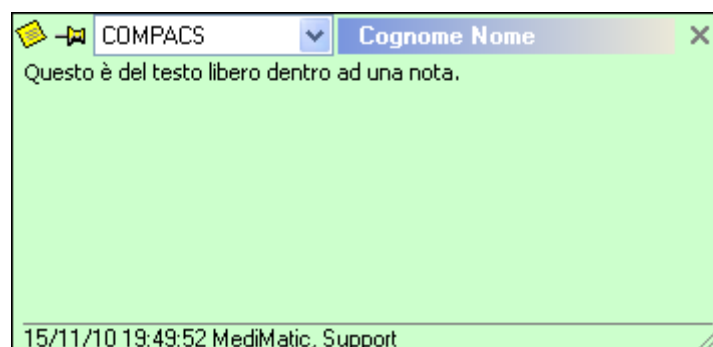 COMPACS Cognome Nome
Questo è del testo libero dentro ad una nota.
15/11/10 19:49:52 MediMatic, Support